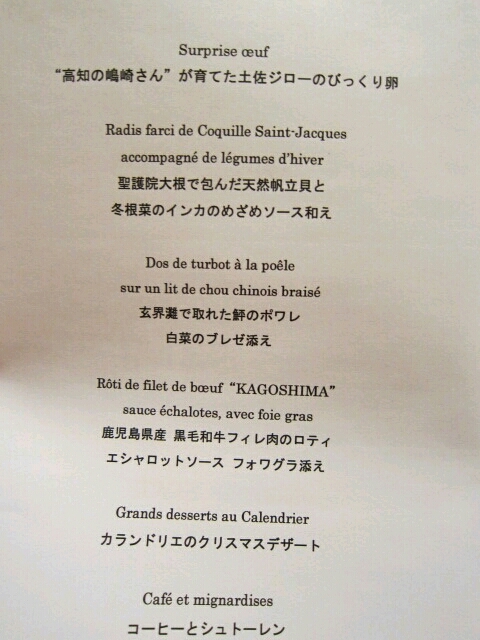 Surprise œuf
“高知の嶋崎さん”が育てた土佐ジローのびっくり卵
Radis farci de Coquille Saint-Jacques
accompagné de légumes d’hiver
聖護院大根で包んだ天然帆立貝と
冬根菜のインカのめざめソース和え
Dos de turbot à la poêle
sur un lit de chou chinois braisé
玄界灘で取れた鮃のポワレ
白菜のブレゼ添え
Rôti de filet de bœuf “KAGOSHIMA”
sauce échalotes, avec foie gras
鹿児島県産 黒毛和牛フィレ肉のロティ
エシャロットソース フォワグラ添え
Grands desserts au Calendrier
カランドリエのクリスマスデザート
Café et mignardises
コーヒーとシュトーレン